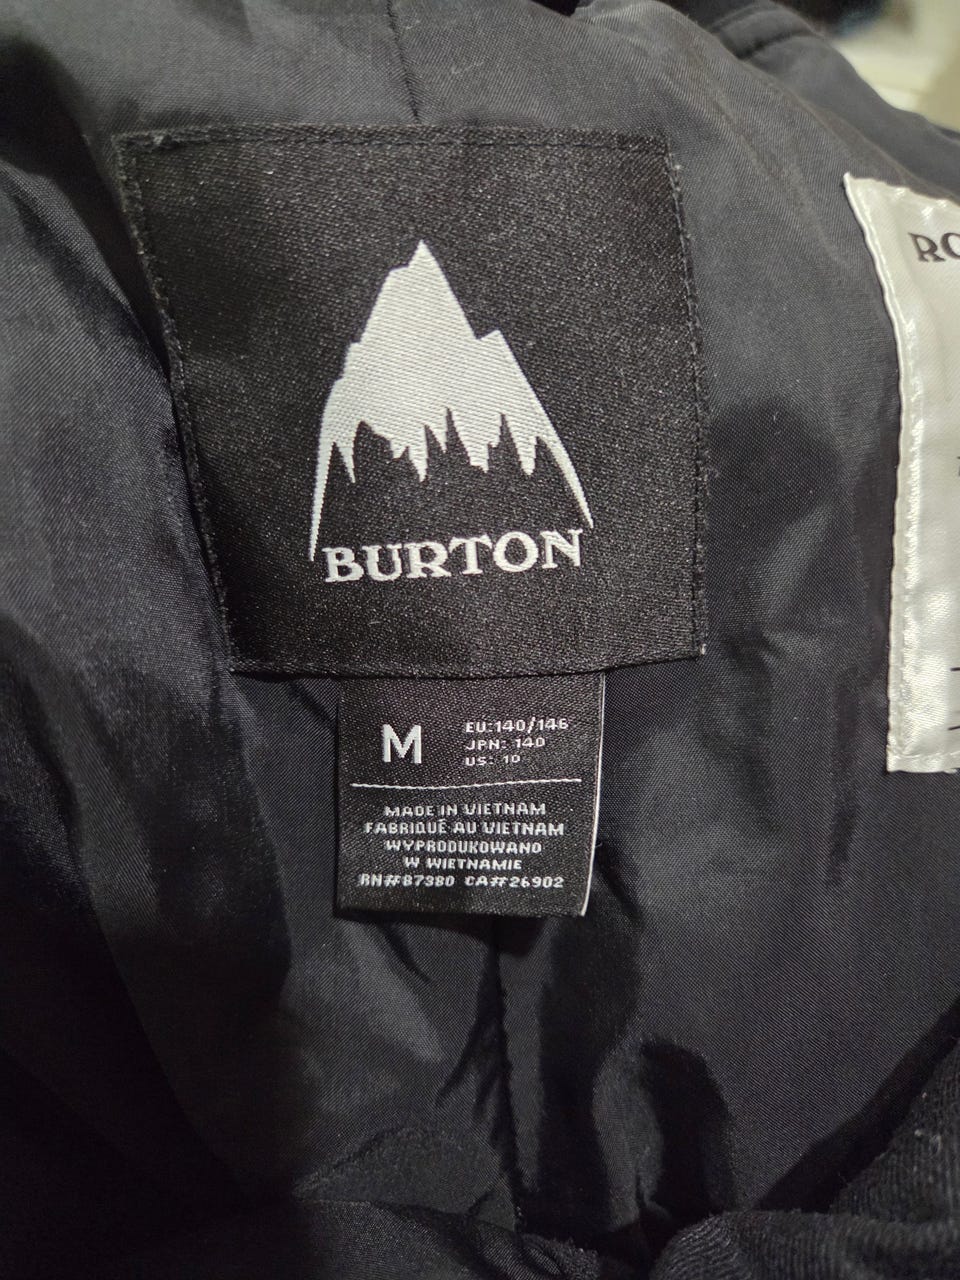 BURTON
M
EU:140/146
JPN: 140
US: 10
MADE IN VIETNAM
FABRIQUÉ AU VIETNAM
WYPRODUKOWANO
W WIETNAMIE
RN#87380 CA#26902